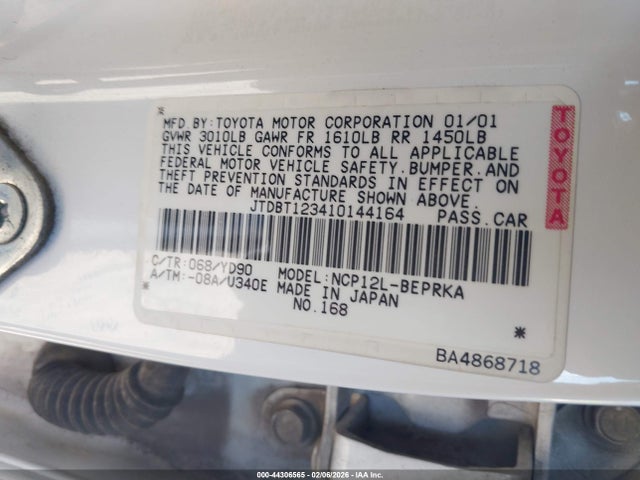 MFD BY:TOYOTA MOTOR CORPORATION 01/01
GVWR 3010LB GAWR FR 1610LB RR 1450LB
THIS VEHICLE CONFORMS TO ALL APPLICABLE
FEDERAL MOTOR VEHICLE SAFETY.BUMPER.AND
THEFT PREVENTION STANDARDS IN EFFECT ON
THE DATE OF MANUFACTURE SHOWN ABOVE.
JTDBT123410144164 PASS.CAR
C/TR:068/YD90 MODEL:NCP12L-BEPRKA
A/TM:-08A/U340E MADE IN JAPAN
NO.168
BA4868718
TOYOTA
000-44306565 - 02/06/2026 - IAA Inc.